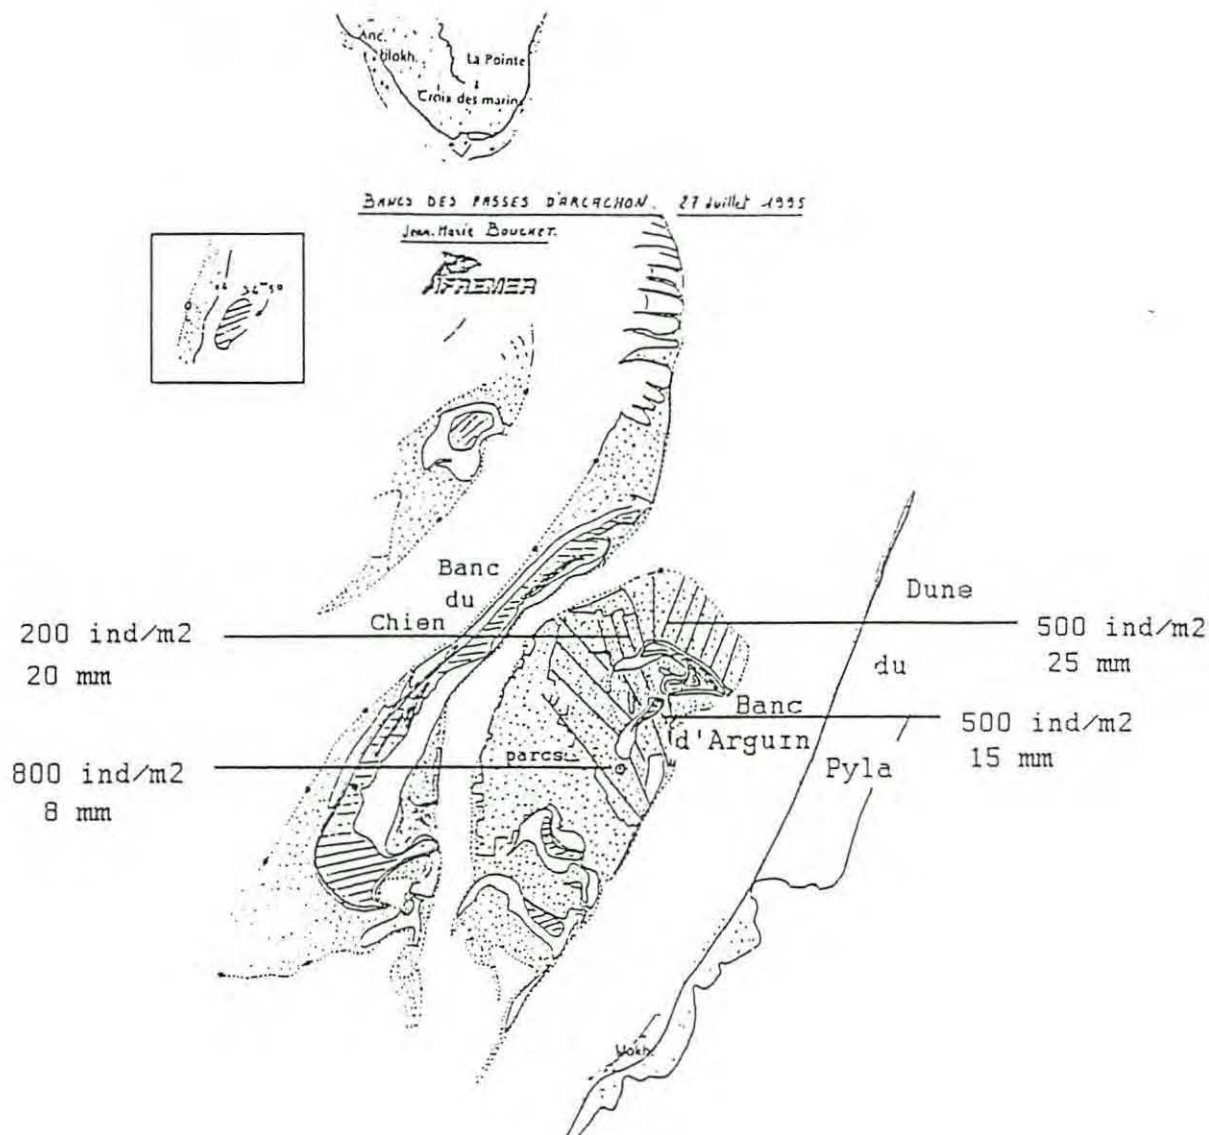 Anc.
blokh.
La Pointe
Croix des marins
BANCS DES PASSES D'ARCACHON. 27 Juillet 1995
Jean-Marie BOUCHET.
IFREMER
Banc
du
Chien
Dune
du
Pyla
200 ind/m2
20 mm
500 ind/m2
25 mm
Banc
d'Arguin
500 ind/m2
15 mm
parcs
800 ind/m2
8 mm